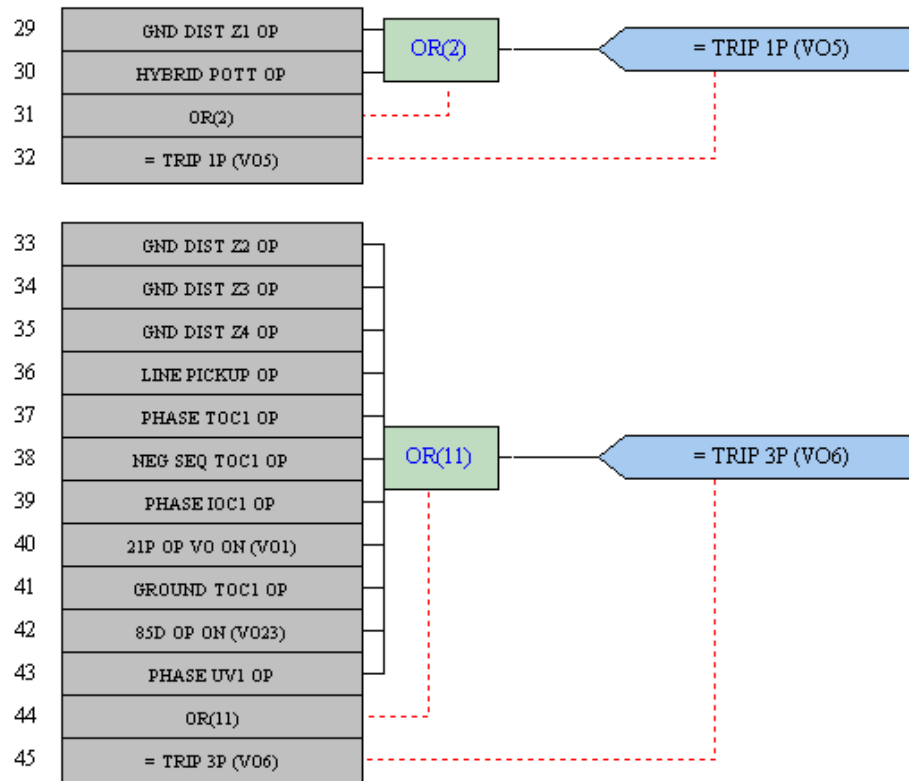 29 GND DIST Z1 OP OR(2) = TRIP 1P (VO5)
30 HYBRID POTT OP
31 OR(2)
32 = TRIP 1P (VO5)
33 GND DIST Z2 OP
34 GND DIST Z3 OP
35 GND DIST Z4 OP
36 LINE PICKUP OP
37 PHASE TOC1 OP
38 NEG SEQ TOC1 OP OR(11) = TRIP 3P (VO6)
39 PHASE IOC1 OP
40 21P OP VO ON (VO1)
41 GROUND TOC1 OP
42 85D OP ON (VO23)
43 PHASE UV1 OP
44 OR(11)
45 = TRIP 3P (VO6)